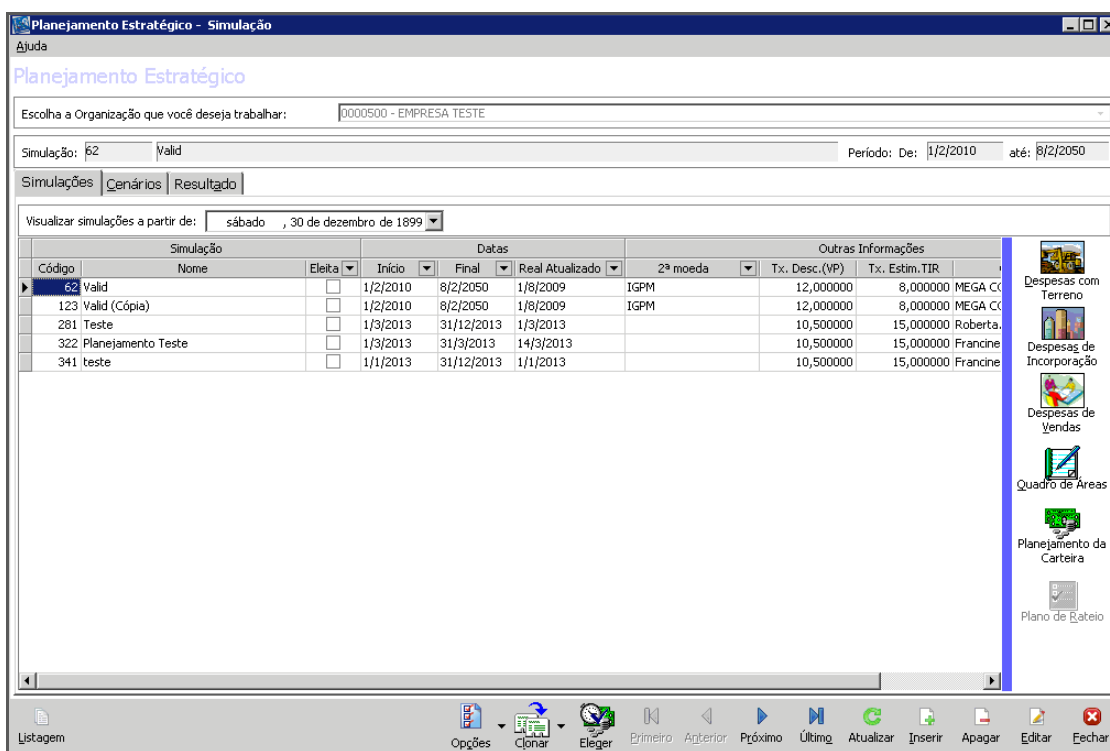 Planejamento Estratégico - Simulação
Ajuda
Planejamento Estratégico
Escolha a Organização que você deseja trabalhar: 0000500 - EMPRESA TESTE
Simulação: 62 Valid Período: De: 1/2/2010 até: 8/2/2050
Simulações Cenários Resultado
Visualizar simulações a partir de: sábado , 30 de dezembro de 1899
Simulação Datas Outras Informações
Código Nome Eleita Início Final Real Atualizado 2ª moeda Tx. Desc.(VP) Tx. Estim.TIR
62 Valid 1/2/2010 8/2/2050 1/8/2009 IGPM 12,000000 8,000000 MEGA
123 Valid (Cópia) 1/2/2010 8/2/2050 1/8/2009 IGPM 12,000000 8,000000 MEGA
281 Teste 1/3/2013 31/12/2013 1/3/2013 10,500000 15,000000 Roberta.
322 Planejamento Teste 1/3/2013 31/3/2013 14/3/2013 10,500000 15,000000 Francine
341 teste 1/1/2013 31/12/2013 1/1/2013 10,500000 15,000000 Francine
Despesas com
Terreno
Despesas de
Incorporação
Despesas de
Vendas
Quadro de Áreas
Planejamento da
Carteira
Plano de Rateio
Listagem Opções Clonar Eleger Primeiro Anterior Próximo Último Atualizar Inserir Apagar Editar Fechar